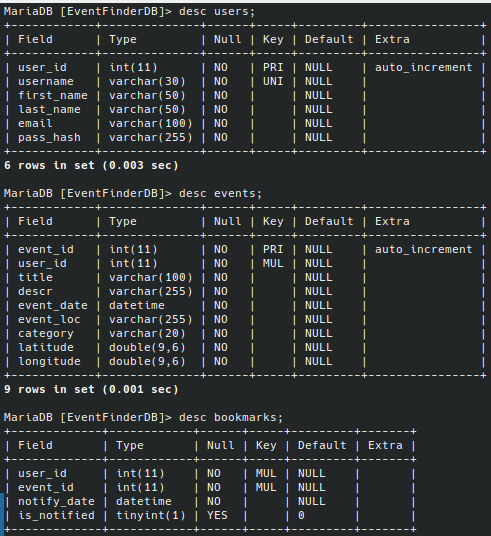 MariaDB [EventFinderDB]> desc users;
+------------+--------------+------+-----+---------+----------------+
| Field      | Type         | Null | Key | Default | Extra          |
+------------+--------------+------+-----+---------+----------------+
| user_id    | int(11)      | NO   | PRI | NULL    | auto_increment |
| username   | varchar(30)  | NO   | UNI | NULL    |                |
| first_name | varchar(50)  | NO   |     | NULL    |                |
| last_name  | varchar(50)  | NO   |     | NULL    |                |
| email      | varchar(100) | NO   |     | NULL    |                |
| pass_hash  | varchar(255) | NO   |     | NULL    |                |
+------------+--------------+------+-----+---------+----------------+
6 rows in set (0.003 sec)

MariaDB [EventFinderDB]> desc events;
+------------+--------------+------+-----+---------+----------------+
| Field      | Type         | Null | Key | Default | Extra          |
+------------+--------------+------+-----+---------+----------------+
| event_id   | int(11)      | NO   | PRI | NULL    | auto_increment |
| user_id    | int(11)      | NO   | MUL | NULL    |                |
| title      | varchar(100) | NO   |     | NULL    |                |
| descr      | varchar(255) | NO   |     | NULL    |                |
| event_date | datetime     | NO   |     | NULL    |                |
| event_loc  | varchar(255) | NO   |     | NULL    |                |
| category   | varchar(20)  | NO   |     | NULL    |                |
| latitude   | double(9,6)  | NO   |     | NULL    |                |
| longitude  | double(9,6)  | NO   |     | NULL    |                |
+------------+--------------+------+-----+---------+----------------+
9 rows in set (0.001 sec)

MariaDB [EventFinderDB]> desc bookmarks;
+-------------+------------+------+-----+---------+-------+
| Field       | Type       | Null | Key | Default | Extra |
+-------------+------------+------+-----+---------+-------+
| user_id     | int(11)    | NO   | MUL | NULL    |       |
| event_id    | int(11)    | NO   | MUL | NULL    |       |
| notify_date | datetime   | NO   |     | NULL    |       |
| is_notified | tinyint(1) | YES  |     | 0       |       |
+-------------+------------+------+-----+---------+-------+